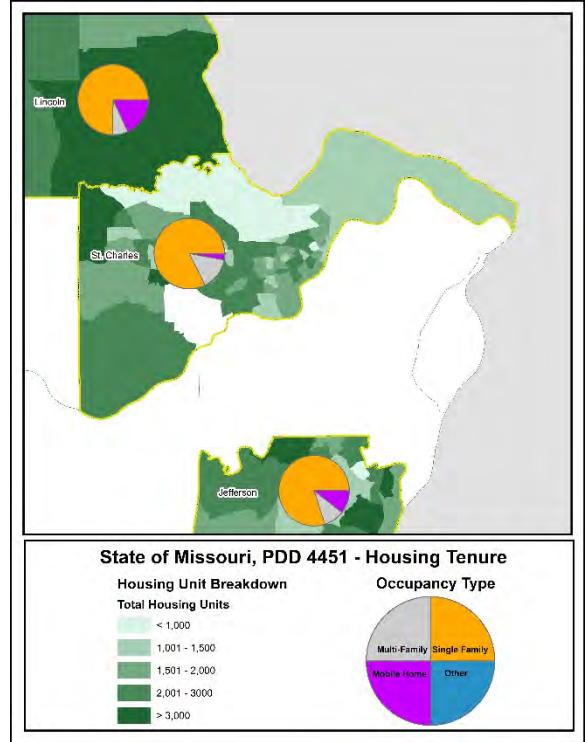 Lincoln
St. Charles
Jefferson
State of Missouri, PDD 4451 - Housing Tenure
Housing Unit Breakdown
Total Housing Units
< 1,000
1,001 - 1,500
1,501 - 2,000
2,001 - 3000
> 3,000
Occupancy Type
Multi-Family
Single Family
Mobile Home
Other